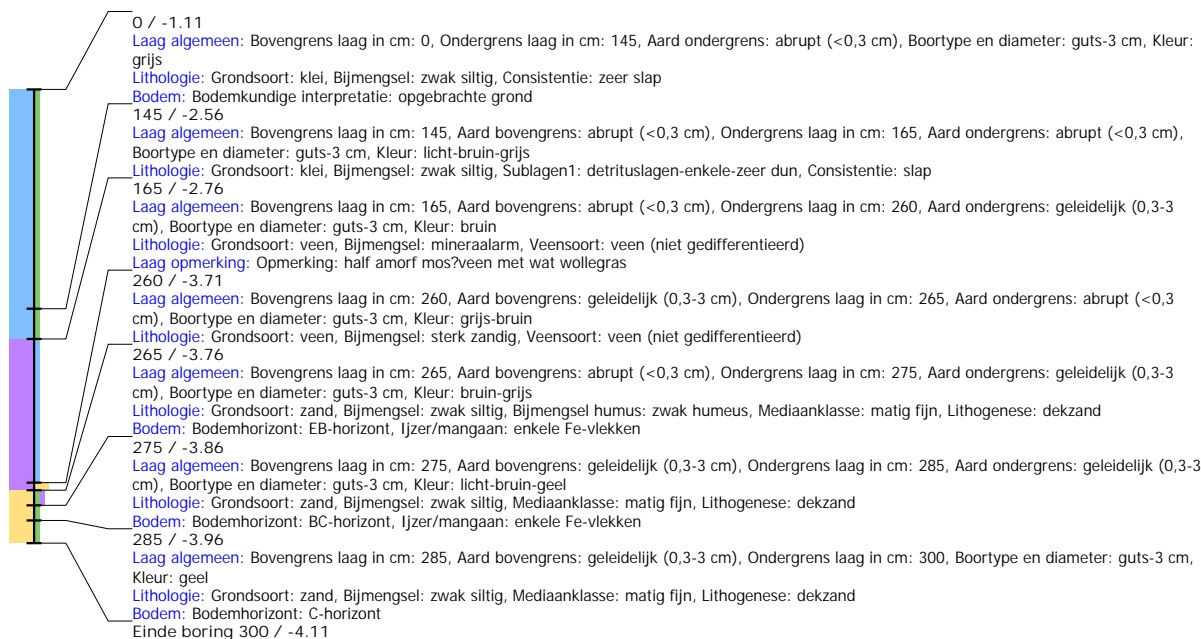 0 / -1.11
Laag algemeen: Bovengrens laag in cm: 0, Ondergrens laag in cm: 145, Aard ondergrens: abrupt (<0,3 cm), Boortype en diameter: guts-3 cm, Kleur:
grijs
Lithologie: Grondsoort: klei, Bijmengsel: zwak siltig, Consistentie: zeer slap
Bodem: Bodemkundige interpretatie: opgebrachte grond
145 / -2.56
Laag algemeen: Bovengrens laag in cm: 145, Aard bovengrens: abrupt (<0,3 cm), Ondergrens laag in cm: 165, Aard ondergrens: abrupt (<0,3 cm),
Boortype en diameter: guts-3 cm, Kleur: licht-bruin-grijs
Lithologie: Grondsoort: klei, Bijmengsel: zwak siltig, Sublagen1: detrituslagen-enkele-zeer dun, Consistentie: slap
165 / -2.76
Laag algemeen: Bovengrens laag in cm: 165, Aard bovengrens: abrupt (<0,3 cm), Ondergrens laag in cm: 260, Aard ondergrens: geleidelijk (0,3-3
cm), Boortype en diameter: guts-3 cm, Kleur: bruin
Lithologie: Grondsoort: veen, Bijmengsel: mineraalarm, Veensoort: veen (niet gedifferentieerd)
Laag opmerking: Opmerking: half amorf mos?veen met wat wollegras
260 / -3.71
Laag algemeen: Bovengrens laag in cm: 260, Aard bovengrens: geleidelijk (0,3-3 cm), Ondergrens laag in cm: 265, Aard ondergrens: abrupt (<0,3
cm), Boortype en diameter: guts-3 cm, Kleur: grijs-bruin
Lithologie: Grondsoort: veen, Bijmengsel: sterk zandig, Veensoort: veen (niet gedifferentieerd)
265 / -3.76
Laag algemeen: Bovengrens laag in cm: 265, Aard bovengrens: abrupt (<0,3 cm), Ondergrens laag in cm: 275, Aard ondergrens: geleidelijk (0,3-3
cm), Boortype en diameter: guts-3 cm, Kleur: bruin-grijs
Lithologie: Grondsoort: zand, Bijmengsel: zwak siltig, Bijmengsel humus: zwak humeus, Mediaanklasse: matig fijn, Lithogenese: dekzand
Bodem: Bodemhorizont: EB-horizont, Ijzer/mangaan: enkele Fe-vlekken
275 / -3.86
Laag algemeen: Bovengrens laag in cm: 275, Aard bovengrens: geleidelijk (0,3-3 cm), Ondergrens laag in cm: 285, Aard ondergrens: geleidelijk (0,3-3
cm), Boortype en diameter: guts-3 cm, Kleur: licht-bruin-geel
Lithologie: Grondsoort: zand, Bijmengsel: zwak siltig, Mediaanklasse: matig fijn, Lithogenese: dekzand
Bodem: Bodemhorizont: BC-horizont, Ijzer/mangaan: enkele Fe-vlekken
285 / -3.96
Laag algemeen: Bovengrens laag in cm: 285, Aard bovengrens: geleidelijk (0,3-3 cm), Ondergrens laag in cm: 300, Boortype en diameter: guts-3 cm,
Kleur: geel
Lithologie: Grondsoort: zand, Bijmengsel: zwak siltig, Mediaanklasse: matig fijn, Lithogenese: dekzand
Bodem: Bodemhorizont: C-horizont
Einde boring 300 / -4.11